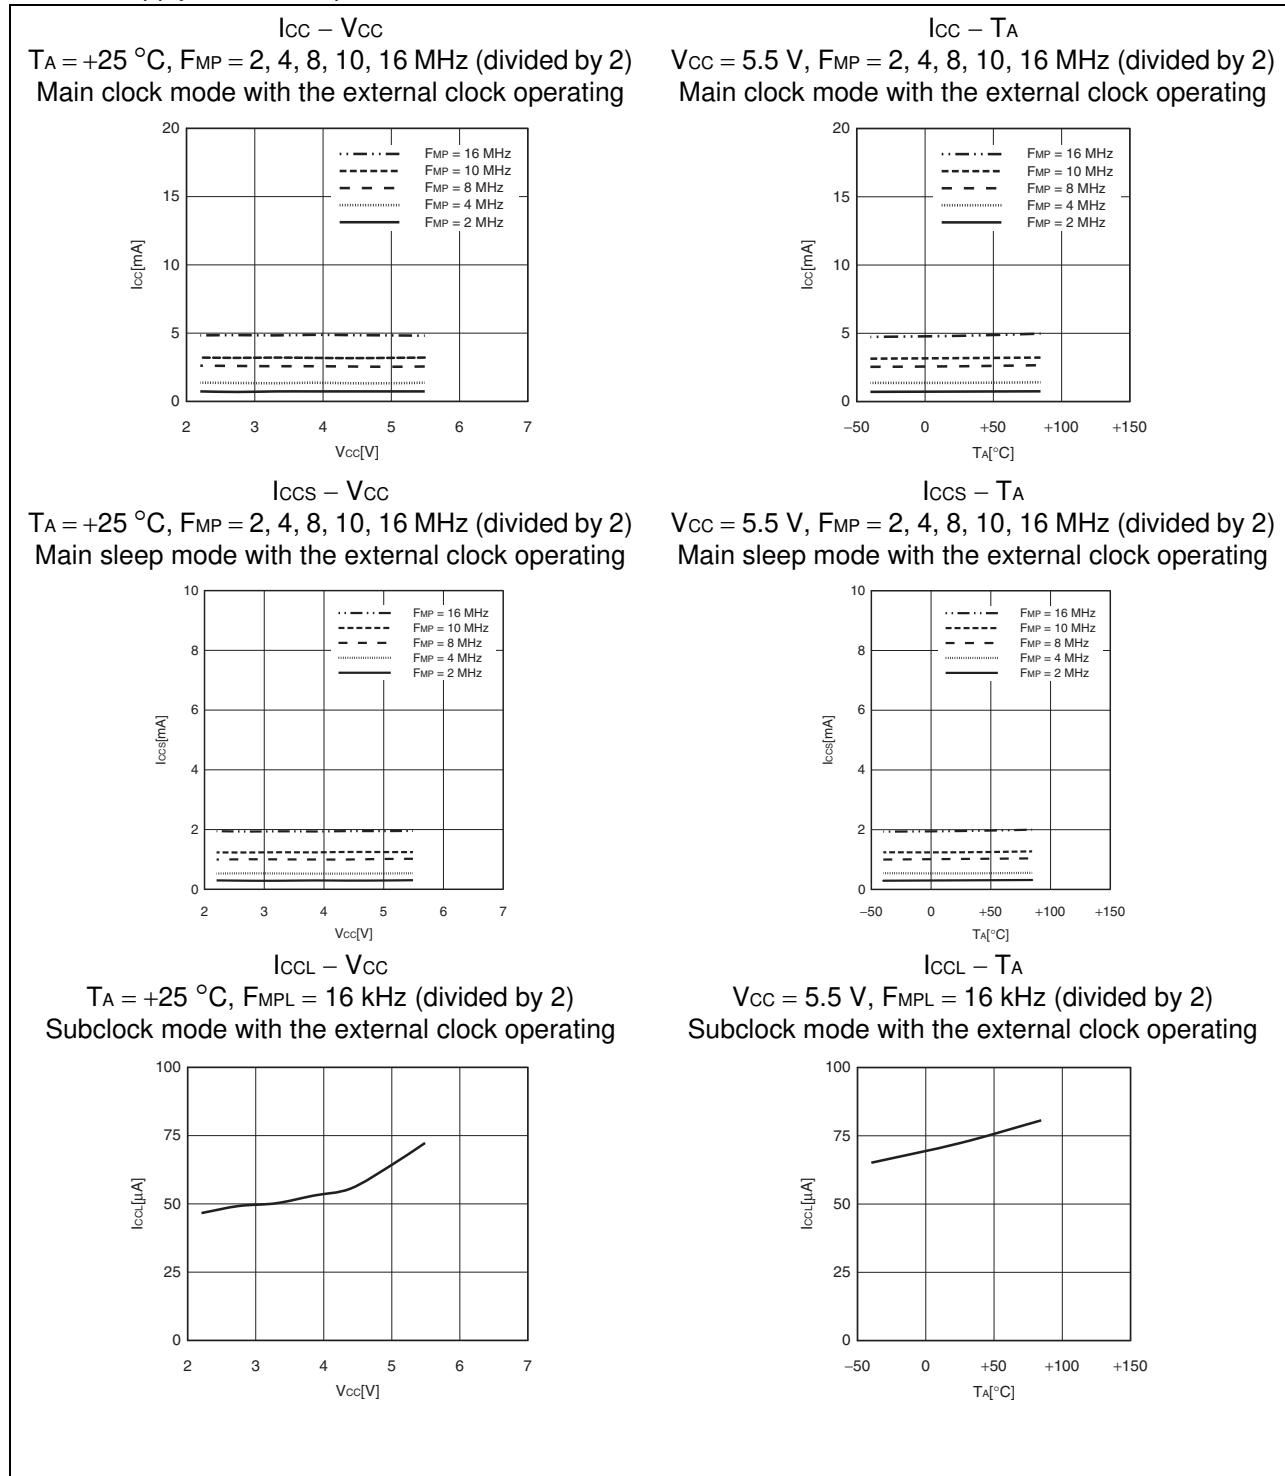 ICC − VCC
TA = +25 °C, FMP = 2, 4, 8, 10, 16 MHz (divided by 2)
Main clock mode with the external clock operating
20
15
10
5
0
ICC[mA]
FMP = 16 MHz
FMP = 10 MHz
FMP = 8 MHz
FMP = 4 MHz
FMP = 2 MHz
2 3 4 5 6 7
VCC[V]
ICC − TA
VCC = 5.5 V, FMP = 2, 4, 8, 10, 16 MHz (divided by 2)
Main clock mode with the external clock operating
20
15
10
5
0
ICC[mA]
FMP = 16 MHz
FMP = 10 MHz
FMP = 8 MHz
FMP = 4 MHz
FMP = 2 MHz
−50 0 +50 +100 +150
TA[°C]
ICCS − VCC
TA = +25 °C, FMP = 2, 4, 8, 10, 16 MHz (divided by 2)
Main sleep mode with the external clock operating
10
8
6
4
2
0
ICCS[mA]
FMP = 16 MHz
FMP = 10 MHz
FMP = 8 MHz
FMP = 4 MHz
FMP = 2 MHz
2 3 4 5 6 7
VCC[V]
ICCS − TA
VCC = 5.5 V, FMP = 2, 4, 8, 10, 16 MHz (divided by 2)
Main sleep mode with the external clock operating
10
8
6
4
2
0
ICCS[mA]
FMP = 16 MHz
FMP = 10 MHz
FMP = 8 MHz
FMP = 4 MHz
FMP = 2 MHz
−50 0 +50 +100 +150
TA[°C]
ICCL − VCC
TA = +25 °C, FMPL = 16 kHz (divided by 2)
Subclock mode with the external clock operating
100
75
50
25
0
ICCL[µA]
2 3 4 5 6 7
VCC[V]
ICCL − TA
VCC = 5.5 V, FMPL = 16 kHz (divided by 2)
Subclock mode with the external clock operating
100
75
50
25
0
ICCL[µA]
−50 0 +50 +100 +150
TA[°C]